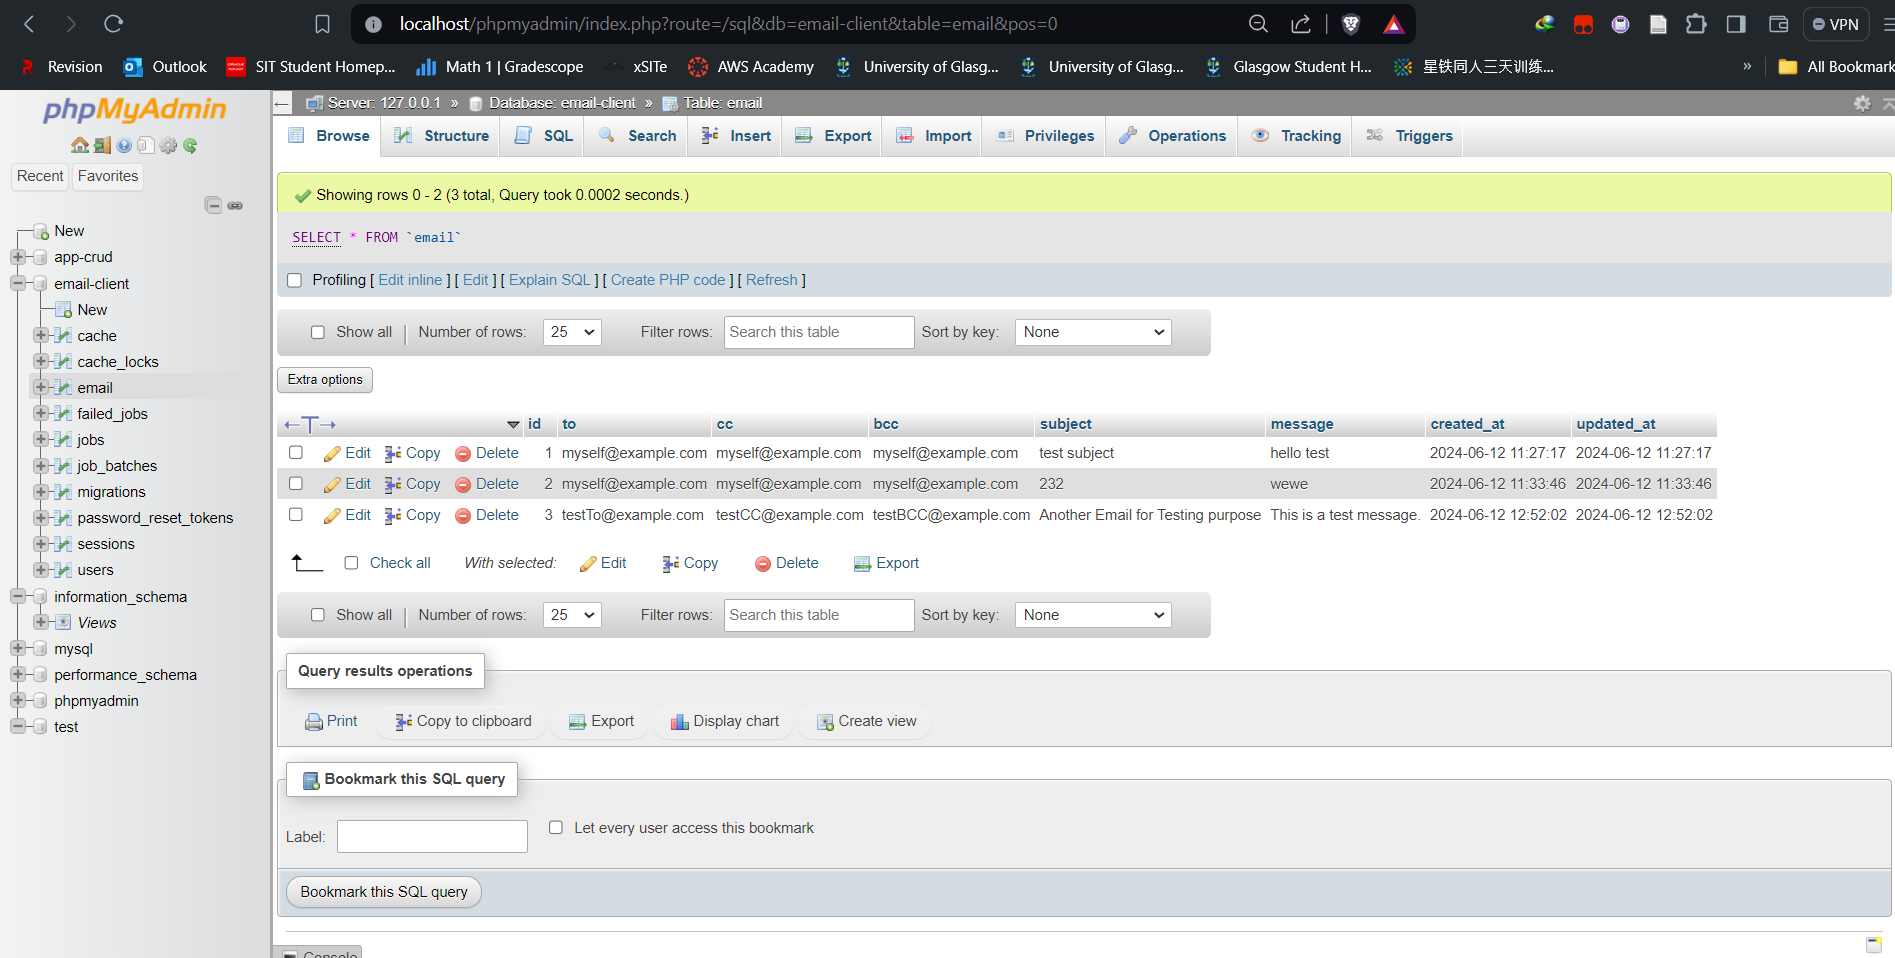 localhost/phpmyadmin/index.php?route=/sql&db=email-client&table=email&pos=0
VPN
Revision Outlook SIT Student Homep... Math 1 | Gradescope xSITe AWS Academy University of Glasg... University of Glasg... Glasgow Student H... 星铁同人三天训练... » All Bookmark
phpMyAdmin
Recent Favorites
New
app-crud
email-client
New
cache
cache_locks
email
failed_jobs
jobs
job_batches
migrations
password_reset_tokens
sessions
users
information_schema
Views
mysql
performance_schema
phpmyadmin
test
Server: 127.0.0.1 » Database: email-client » Table: email
Browse Structure SQL Search Insert Export Import Privileges Operations Tracking Triggers
Showing rows 0 - 2 (3 total, Query took 0.0002 seconds.)
SELECT * FROM `email`
Profiling [ Edit inline ] [ Edit ] [ Explain SQL ] [ Create PHP code ] [ Refresh ]
Show all | Number of rows: 25 Filter rows: Search this table Sort by key: None
Extra options
←T→ id to cc bcc subject message created_at updated_at
Edit Copy Delete 1 myself@example.com myself@example.com myself@example.com test subject hello test 2024-06-12 11:27:17 2024-06-12 11:27:17
Edit Copy Delete 2 myself@example.com myself@example.com myself@example.com 232 wewe 2024-06-12 11:33:46 2024-06-12 11:33:46
Edit Copy Delete 3 testTo@example.com testCC@example.com testBCC@example.com Another Email for Testing purpose This is a test message. 2024-06-12 12:52:02 2024-06-12 12:52:02
Check all With selected: Edit Copy Delete Export
Show all | Number of rows: 25 Filter rows: Search this table Sort by key: None
Query results operations
Print Copy to clipboard Export Display chart Create view
Bookmark this SQL query
Label: Let every user access this bookmark
Bookmark this SQL query
Console